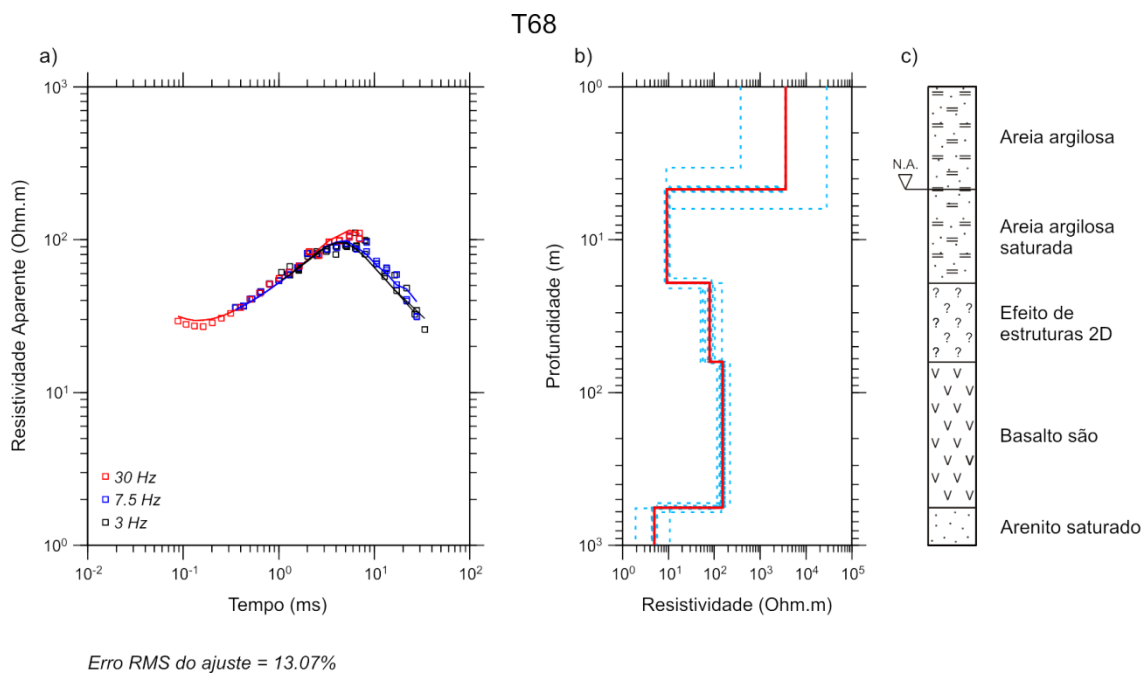 T68
a)
10³
10²
10¹
10⁰
10⁻²
10⁻¹
10⁰
10¹
10²
Resistividade Aparente (Ohm.m)
Tempo (ms)
30 Hz
7.5 Hz
3 Hz
b)
10⁰
10¹
10²
10³
10⁰
10¹
10²
10³
10⁴
10⁵
Profundidade (m)
Resistividade (Ohm.m)
c)
N.A.
Areia argilosa
Areia argilosa
saturada
? ? ?
? ?
? ? ?
? ?
Efeito de
estruturas 2D
V V V
V V
V V V
V V
V V V
V V
V V V
V V
V V V
V V
Basalto são
Arenito saturado
Erro RMS do ajuste = 13.07%